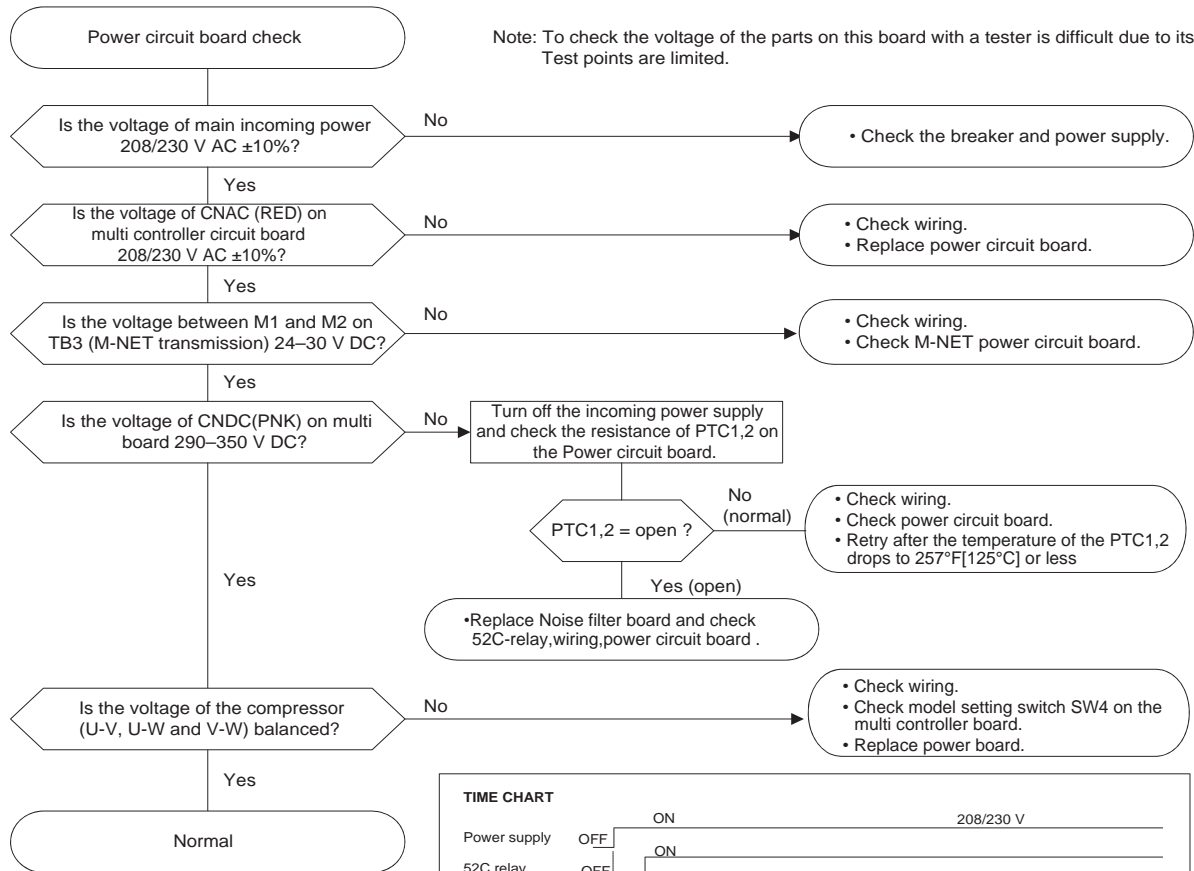 Power circuit board check
Note: To check the voltage of the parts on this board with a tester is difficult due to its
Test points are limited.
Is the voltage of main incoming power
208/230 V AC ±10%?
No
• Check the breaker and power supply.
Yes
Is the voltage of CNAC (RED) on
multi controller circuit board
208/230 V AC ±10%?
No
• Check wiring.
• Replace power circuit board.
Yes
Is the voltage between M1 and M2 on
TB3 (M-NET transmission) 24–30 V DC?
No
• Check wiring.
• Check M-NET power circuit board.
Yes
Is the voltage of CNDC(PNK) on multi
board 290–350 V DC?
No
Turn off the incoming power supply
and check the resistance of PTC1,2 on
the Power circuit board.
PTC1,2 = open ?
No
(normal)
• Check wiring.
• Check power circuit board.
• Retry after the temperature of the PTC1,2
drops to 257°F[125°C] or less
Yes (open)
•Replace Noise filter board and check
52C-relay,wiring,power circuit board .
Yes
Is the voltage of the compressor
(U-V, U-W and V-W) balanced?
No
• Check wiring.
• Check model setting switch SW4 on the
multi controller board.
• Replace power board.
Yes
Normal
TIME CHART
Power supply OFF ON 208/230 V
52C relay OFF ON